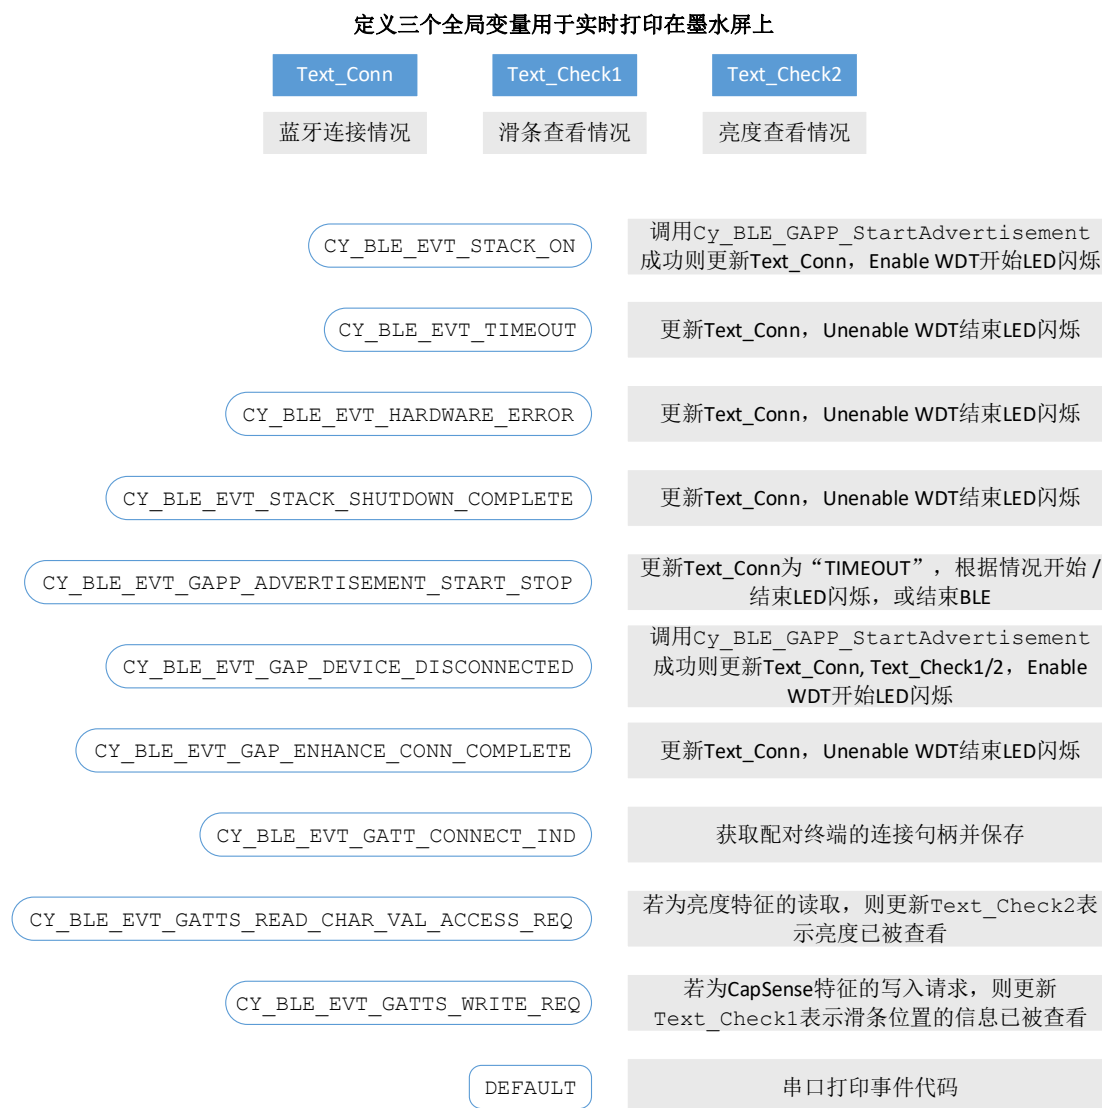 定义三个全局变量用于实时打印在墨水屏上
Text_Conn
Text_Check1
Text_Check2
蓝牙连接情况
滑条查看情况
亮度查看情况
CY_BLE_EVT_STACK_ON
调用Cy_BLE_GAPP_StartAdvertisement
成功则更新Text_Conn，Enable WDT开始LED闪烁
CY_BLE_EVT_TIMEOUT
更新Text_Conn，Unenable WDT结束LED闪烁
CY_BLE_EVT_HARDWARE_ERROR
更新Text_Conn，Unenable WDT结束LED闪烁
CY_BLE_EVT_STACK_SHUTDOWN_COMPLETE
更新Text_Conn，Unenable WDT结束LED闪烁
CY_BLE_EVT_GAPP_ADVERTISEMENT_START_STOP
更新Text_Conn为“TIMEOUT”，根据情况开始 /
结束LED闪烁，或结束BLE
CY_BLE_EVT_GAP_DEVICE_DISCONNECTED
调用Cy_BLE_GAPP_StartAdvertisement
成功则更新Text_Conn, Text_Check1/2，Enable
WDT开始LED闪烁
CY_BLE_EVT_GAP_ENHANCE_CONN_COMPLETE
更新Text_Conn，Unenable WDT结束LED闪烁
CY_BLE_EVT_GATT_CONNECT_IND
获取配对终端的连接句柄并保存
CY_BLE_EVT_GATTS_READ_CHAR_VAL_ACCESS_REQ
若为亮度特征的读取，则更新Text_Check2表
示亮度已被查看
CY_BLE_EVT_GATTS_WRITE_REQ
若为CapSense特征的写入请求，则更新
Text_Check1表示滑条位置的信息已被查看
DEFAULT
串口打印事件代码